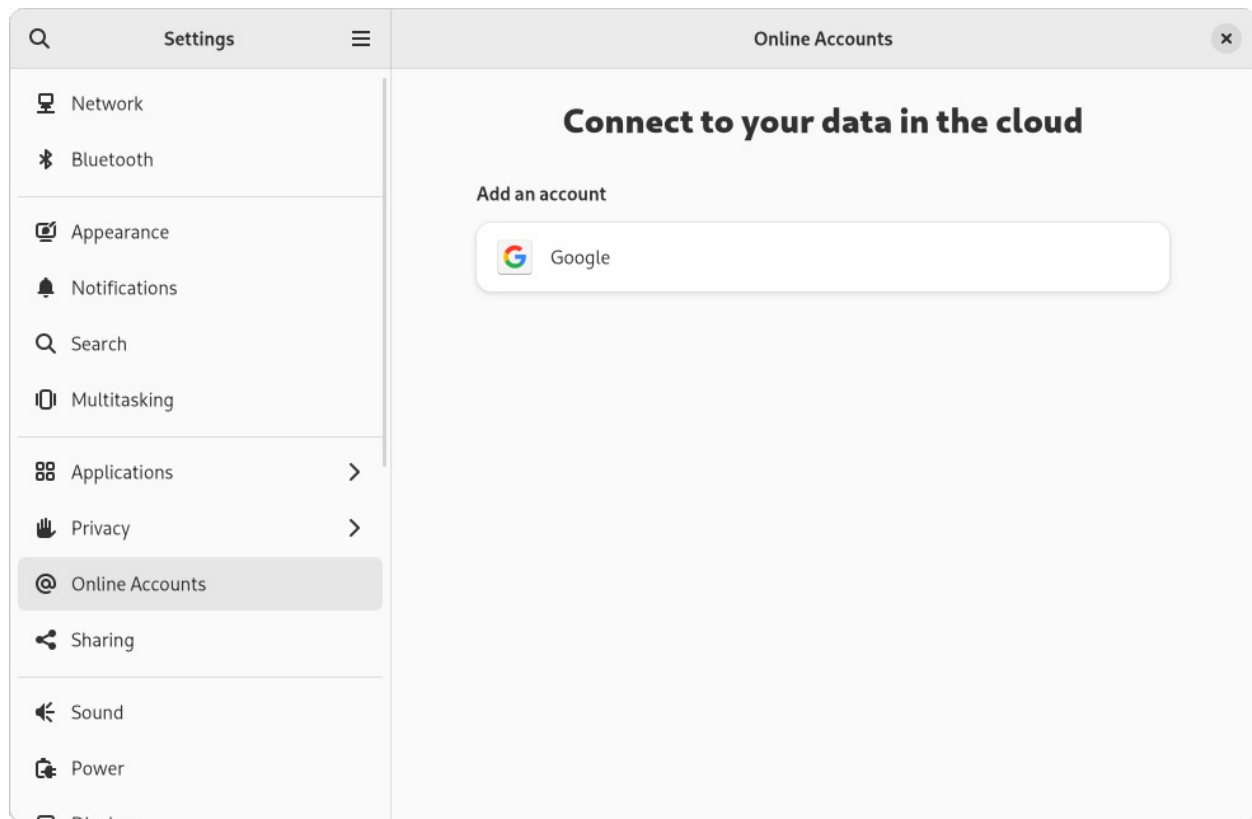 Settings
Online Accounts
Network
Bluetooth
Appearance
Notifications
Search
Multitasking
Applications
Privacy
Online Accounts
Sharing
Sound
Power
Connect to your data in the cloud
Add an account
Google